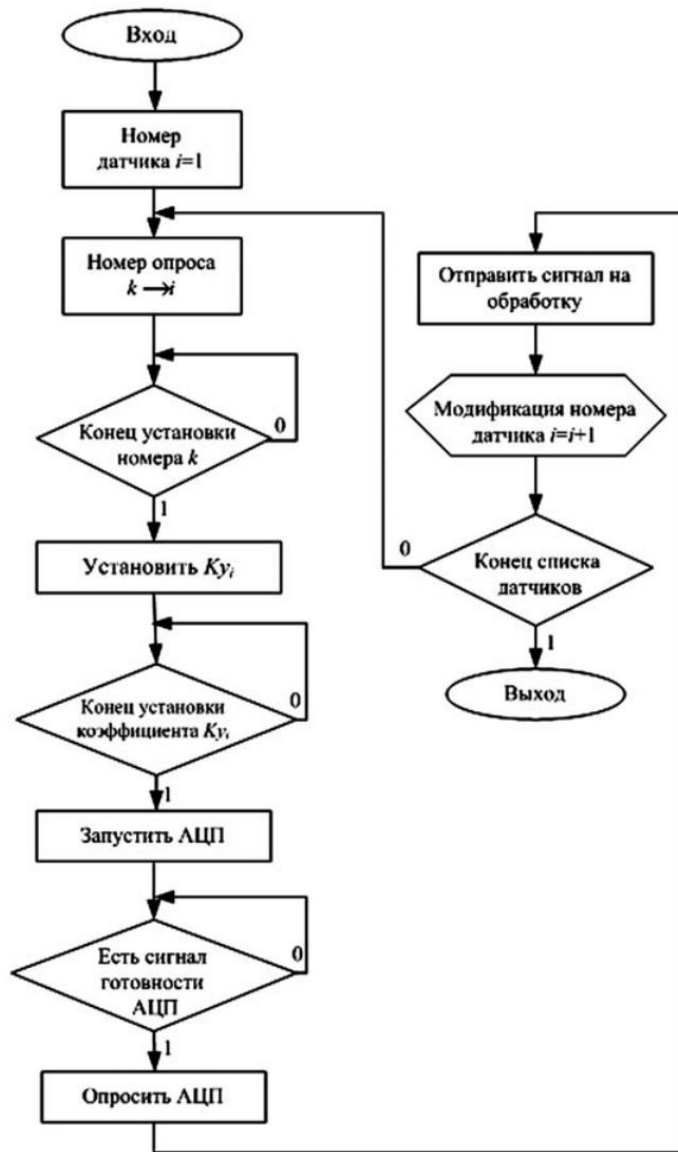 Вход
Номер
датчика i=1
Номер опроса
k → i
Конец установки
номера k
0
1
Установить Kyᵢ
Конец установки
коэффициента Kyᵢ
0
1
Запустить АЦП
Есть сигнал
готовности
АЦП
0
1
Опросить АЦП
Отправить сигнал на
обработку
Модификация номера
датчика i=i+1
Конец списка
датчиков
0
1
Выход